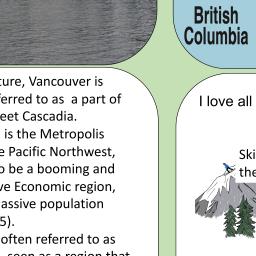 British
Columbia
ture, Vancouver is
ferred to as a part of
eet Cascadia.
is the Metropolis
e Pacific Northwest,
o be a booming and
ve Economic region,
assive population
5).
often referred to as
seen as a region that
I love all
Ski
the